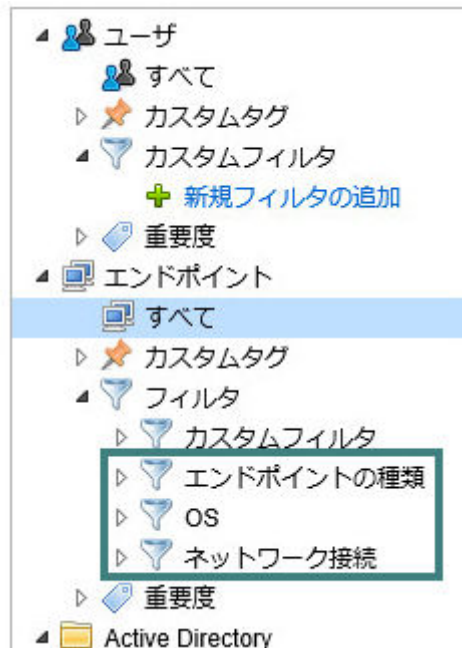 ユーザ
すべて
カスタムタグ
カスタムフィルタ
新規フィルタの追加
重要度
エンドポイント
すべて
カスタムタグ
フィルタ
カスタムフィルタ
エンドポイントの種類
OS
ネットワーク接続
重要度
Active Directory